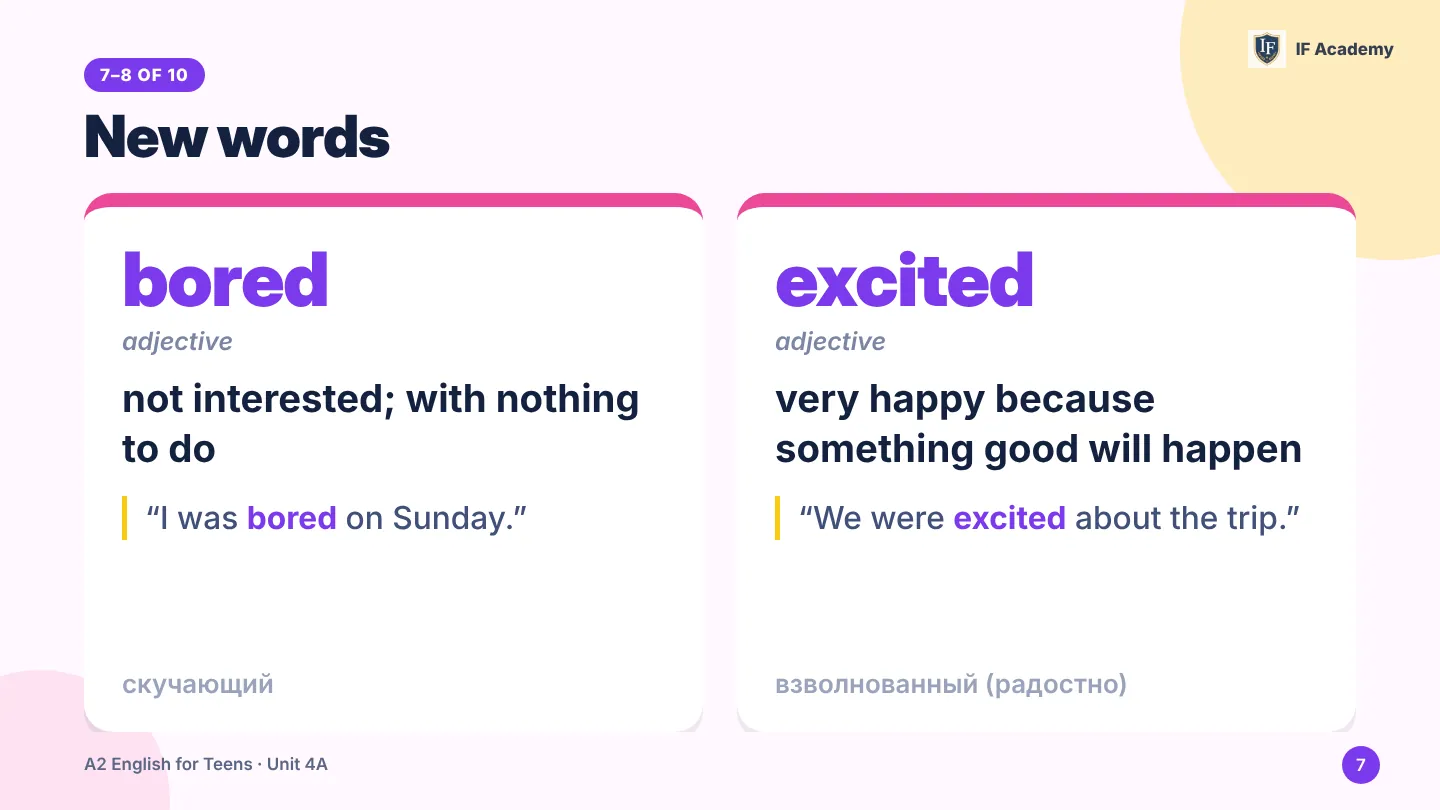 IF
IF Academy
7–8 OF 10
New words
bored
adjective
not interested; with nothing
to do
“I was bored on Sunday.”
скучающий
excited
adjective
very happy because
something good will happen
“We were excited about the trip.”
взволнованный (радостно)
A2 English for Teens · Unit 4A
7